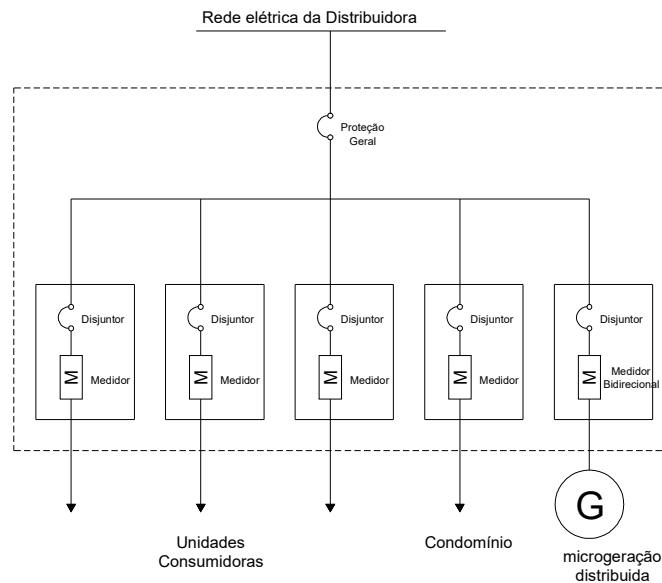 Rede elétrica da Distribuidora
Proteção
Geral
Disjuntor
M
Medidor
Disjuntor
M
Medidor
Disjuntor
M
Medidor
Disjuntor
M
Medidor
Disjuntor
M
Medidor
Bidirecional
Unidades
Consumidoras
Condomínio
G
microgeração
distribuida